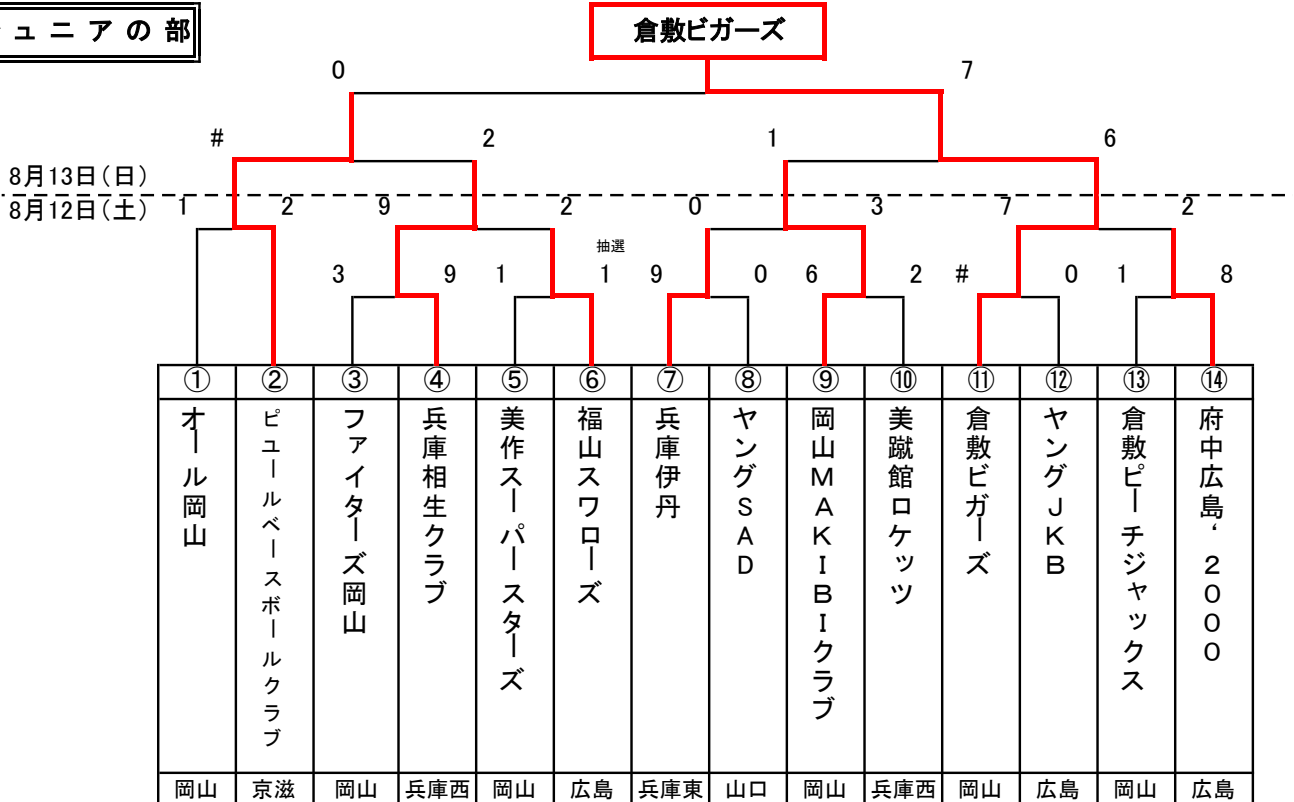 ュニアの部
倉敷ビガーズ
0 7
# 2 1 6
8月13日(日)
8月12日(土)
1 2 9 2 0 3 7 2
抽選
3 9 1 1 9 0 6 2 # 0 1 8
① ② ③ ④ ⑤ ⑥ ⑦ ⑧ ⑨ ⑩ ⑪ ⑫ ⑬ ⑭
オール岡山
ピュールベースボールクラブ
ファイターズ岡山
兵庫相生クラブ
美作スーパースターズ
福山スワローズ
兵庫伊丹
ヤングSAD
岡山MAKIBIクラブ
美蹴館ロケッツ
倉敷ビガーズ
ヤングJKB
倉敷ピーチジャックス
府中広島‘2000
岡山 京滋 岡山 兵庫西 岡山 広島 兵庫東 山口 岡山 兵庫西 岡山 広島 岡山 広島